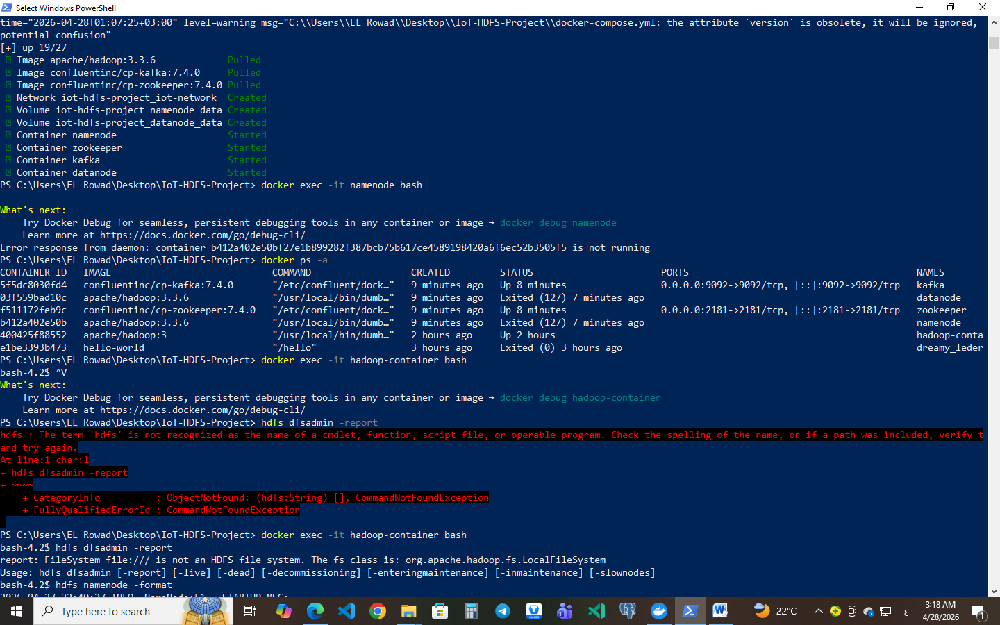 Select Windows PowerShell
time="2026-04-28T01:07:25+03:00" level=warning msg="C:\\Users\\EL Rowad\\Desktop\\IoT-HDFS-Project\\docker-compose.yml: the attribute `version` is obsolete, it will be ignored,
potential confusion"
[+] up 19/27
Image apache/hadoop:3.3.6 Pulled
Image confluentinc/cp-kafka:7.4.0 Pulled
Image confluentinc/cp-zookeeper:7.4.0 Pulled
Network iot-hdfs-project_iot-network Created
Volume iot-hdfs-project_namenode_data Created
Volume iot-hdfs-project_datanode_data Created
Container namenode Started
Container zookeeper Started
Container kafka Started
Container datanode Started
PS C:\Users\EL Rowad\Desktop\IoT-HDFS-Project> docker exec -it namenode bash
What's next:
Try Docker Debug for seamless, persistent debugging tools in any container or image → docker debug namenode
Learn more at https://docs.docker.com/go/debug-cli/
Error response from daemon: container b412a402e50bf27e1b899282f387bcb75b617ce4589198420a6f6ec52b3505f5 is not running
PS C:\Users\EL Rowad\Desktop\IoT-HDFS-Project> docker ps -a
CONTAINER ID IMAGE COMMAND CREATED STATUS PORTS NAMES
5f5dc8030fd4 confluentinc/cp-kafka:7.4.0 "/etc/confluent/dock…" 9 minutes ago Up 8 minutes 0.0.0.0:9092->9092/tcp, [::]:9092->9092/tcp kafka
03f559bad10c apache/hadoop:3.3.6 "/usr/local/bin/dumb…" 9 minutes ago Exited (127) 7 minutes ago datanode
f511172feb9c confluentinc/cp-zookeeper:7.4.0 "/etc/confluent/dock…" 9 minutes ago Up 8 minutes 0.0.0.0:2181->2181/tcp, [::]:2181->2181/tcp zookeeper
b412a402e50b apache/hadoop:3.3.6 "/usr/local/bin/dumb…" 9 minutes ago Exited (127) 7 minutes ago namenode
400425f88552 apache/hadoop:3 "/usr/local/bin/dumb…" 2 hours ago Up 2 hours hadoop-conta
e1be3393b473 hello-world "/hello" 3 hours ago Exited (0) 3 hours ago dreamy_leder
PS C:\Users\EL Rowad\Desktop\IoT-HDFS-Project> docker exec -it hadoop-container bash
bash-4.2$ ^V
What's next:
Try Docker Debug for seamless, persistent debugging tools in any container or image → docker debug hadoop-container
Learn more at https://docs.docker.com/go/debug-cli/
PS C:\Users\EL Rowad\Desktop\IoT-HDFS-Project> hdfs dfsadmin -report
hdfs : The term 'hdfs' is not recognized as the name of a cmdlet, function, script file, or operable program. Check the spelling of the name, or if a path was included, verify t
and try again.
At line:1 char:1
+ hdfs dfsadmin -report
+ ~~~~
+ CategoryInfo : ObjectNotFound: (hdfs:String) [], CommandNotFoundException
+ FullyQualifiedErrorId : CommandNotFoundException
PS C:\Users\EL Rowad\Desktop\IoT-HDFS-Project> docker exec -it hadoop-container bash
bash-4.2$ hdfs dfsadmin -report
report: FileSystem file:/// is not an HDFS file system. The fs class is: org.apache.hadoop.fs.LocalFileSystem
Usage: hdfs dfsadmin [-report] [-live] [-dead] [-decommissioning] [-enteringmaintenance] [-inmaintenance] [-slownodes]
bash-4.2$ hdfs namenode -format
2026-04-27 22:40:27 INFO NameNode:51 - STARTUP_MSG:
Type here to search
22°C
ع
3:18 AM
4/28/2026
1